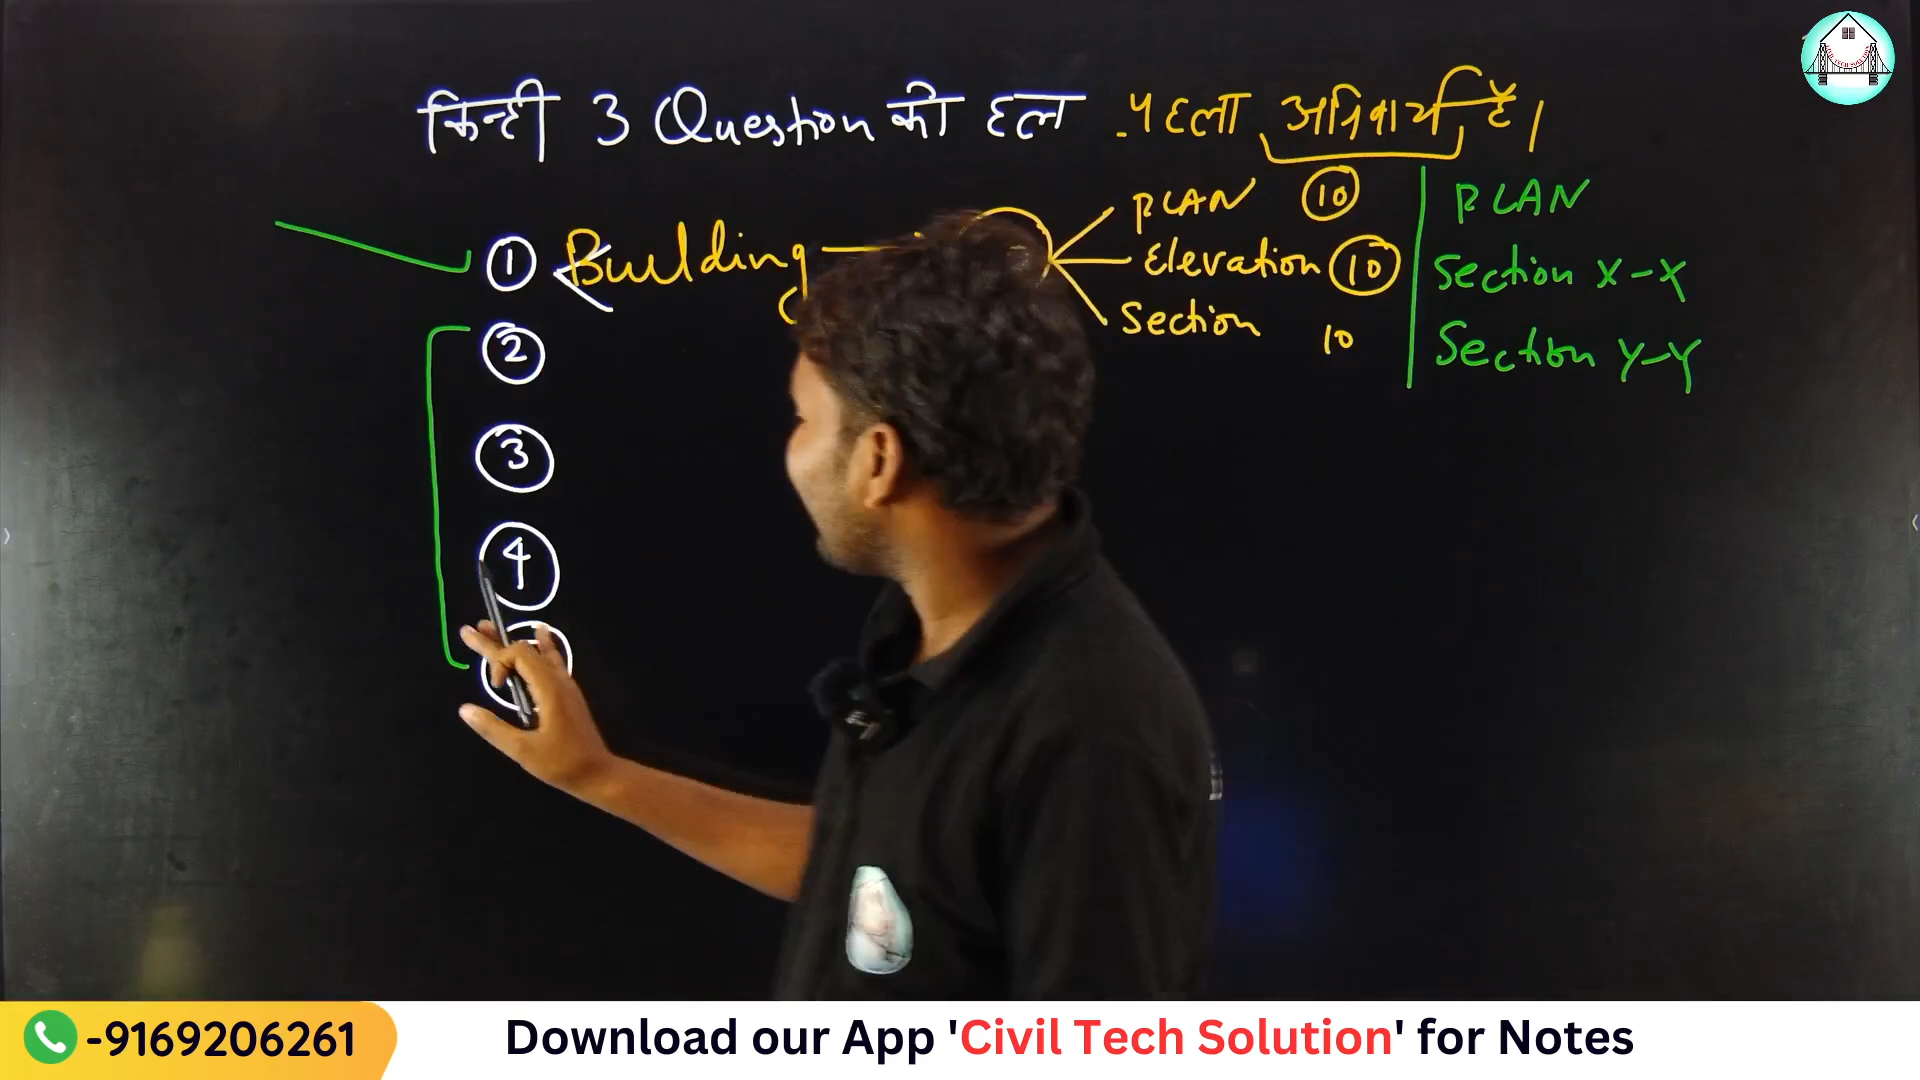 किन्ही 3 Question को हल पहला अनिवार्य है।
① Building PLAN ⑩ PLAN
Elevation ⑩ Section X-X
Section 10 Section Y-Y
②
③
④
-9169206261 Download our App 'Civil Tech Solution' for Notes